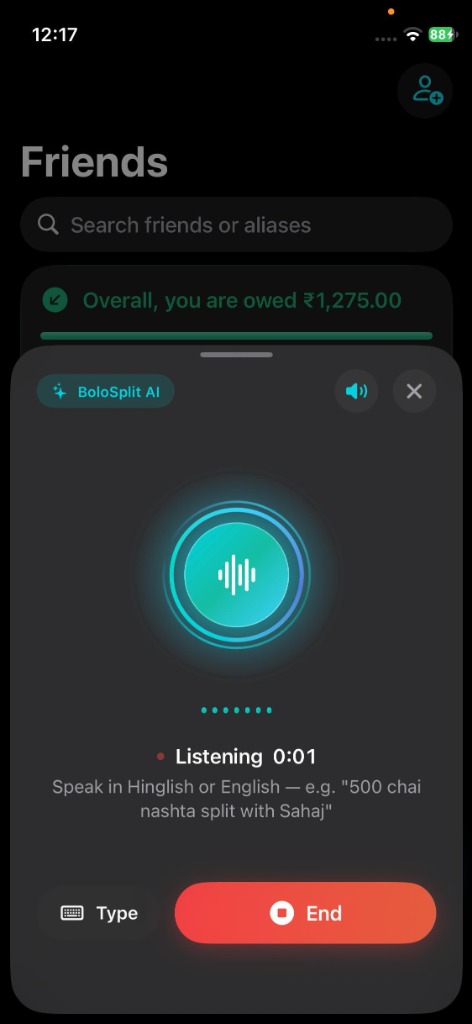 12:17
88
Friends
Search friends or aliases
Overall, you are owed ₹1,275.00
BoloSplit AI
Listening 0:01
Speak in Hinglish or English — e.g. "500 chai
nashta split with Sahaj"
Type
End